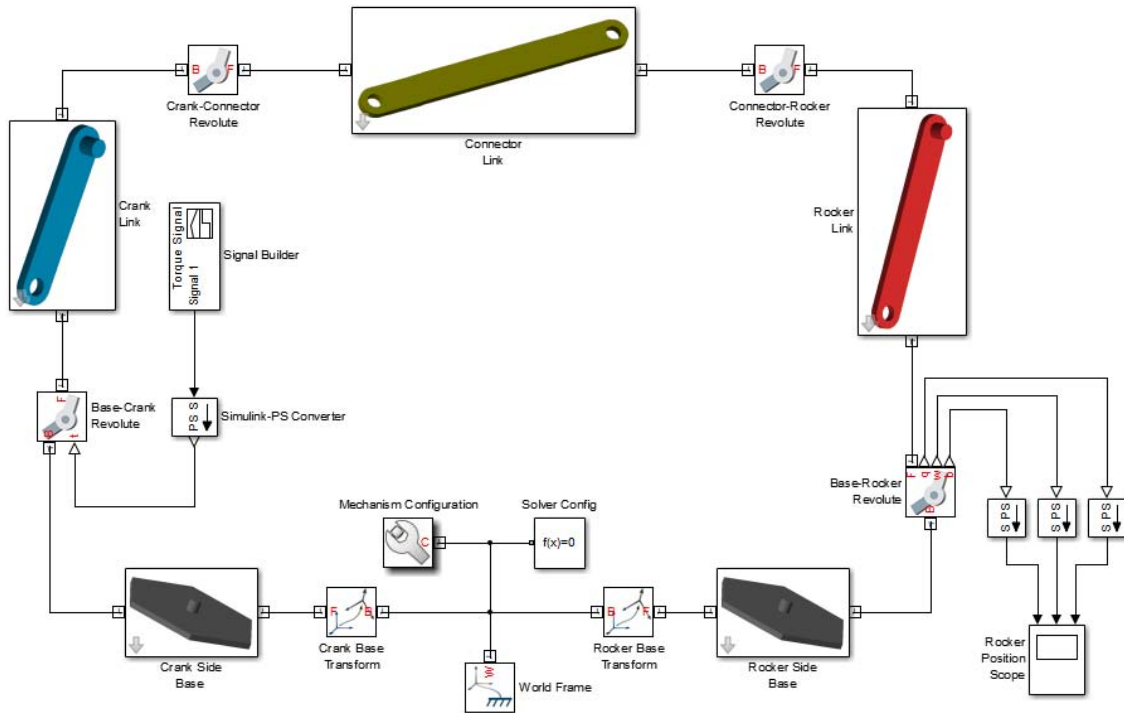 B
F
Crank-Connector
Revolute
Connector
Link
B
F
Connector-Rocker
Revolute
Crank
Link
Torque Signal
Signal 1
Signal Builder
Rocker
Link
F
B
t
Base-Crank
Revolute
PS S
Simulink-PS Converter
Base-Rocker
Revolute
F
q
w
b
B
S PS
S PS
S PS
Mechanism Configuration
C
Solver Config
f(x)=0
Crank Side
Base
F
B
Crank Base
Transform
W
World Frame
B
F
Rocker Base
Transform
Rocker Side
Base
Rocker
Position
Scope